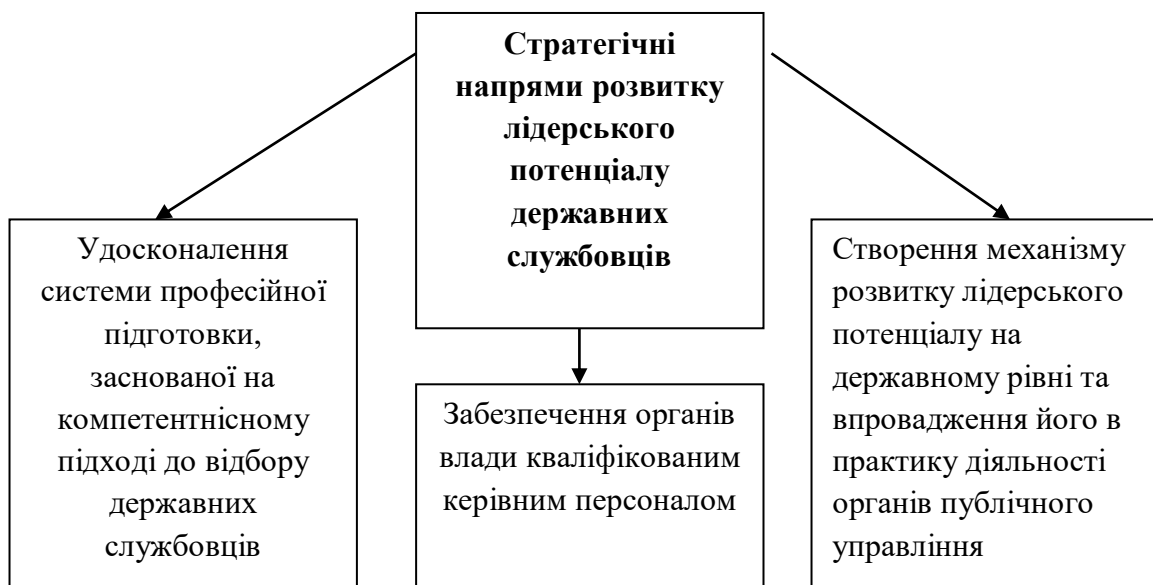 Стратегічні
напрями розвитку
лідерського
потенціалу
державних
службовців
Удосконалення
системи професійної
підготовки,
заснованої на
компетентнісному
підході до відбору
державних
службовців
Забезпечення органів
влади кваліфікованим
керівним персоналом
Створення механізму
розвитку лідерського
потенціалу на
державному рівні та
впровадження його в
практику діяльності
органів публічного
управління